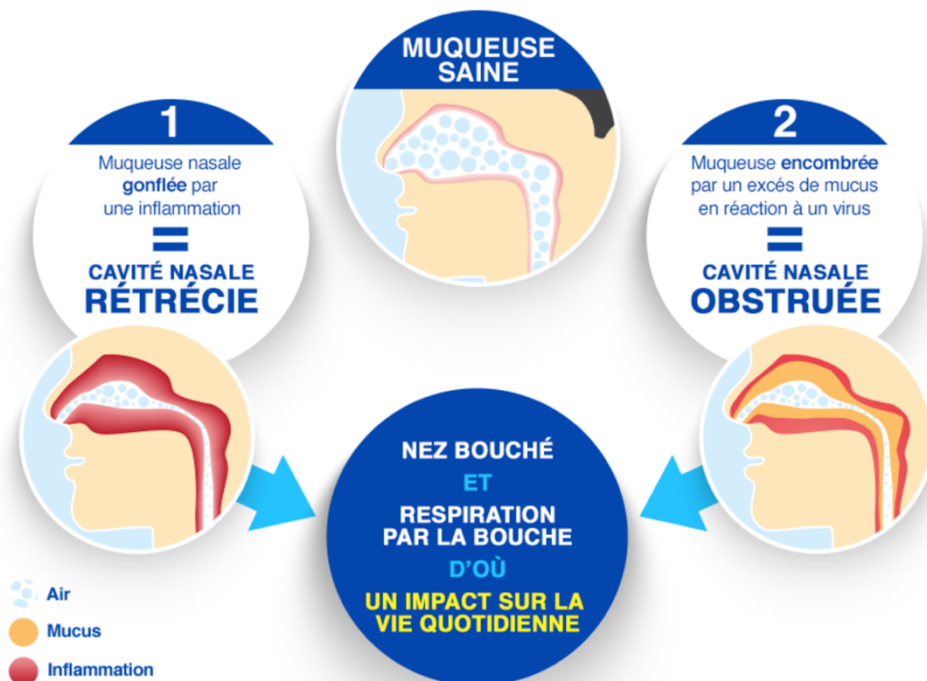 MUQUEUSE
SAINE
1
Muqueuse nasale
gonflée par
une inflammation
=
CAVITÉ NASALE
RÉTRÉCIE
2
Muqueuse encombrée
par un excés de mucus
en réaction à un virus
=
CAVITÉ NASALE
OBSTRUÉE
NEZ BOUCHÉ
ET
RESPIRATION
PAR LA BOUCHE
D'OÙ
UN IMPACT SUR LA
VIE QUOTIDIENNE
Air
Mucus
Inflammation